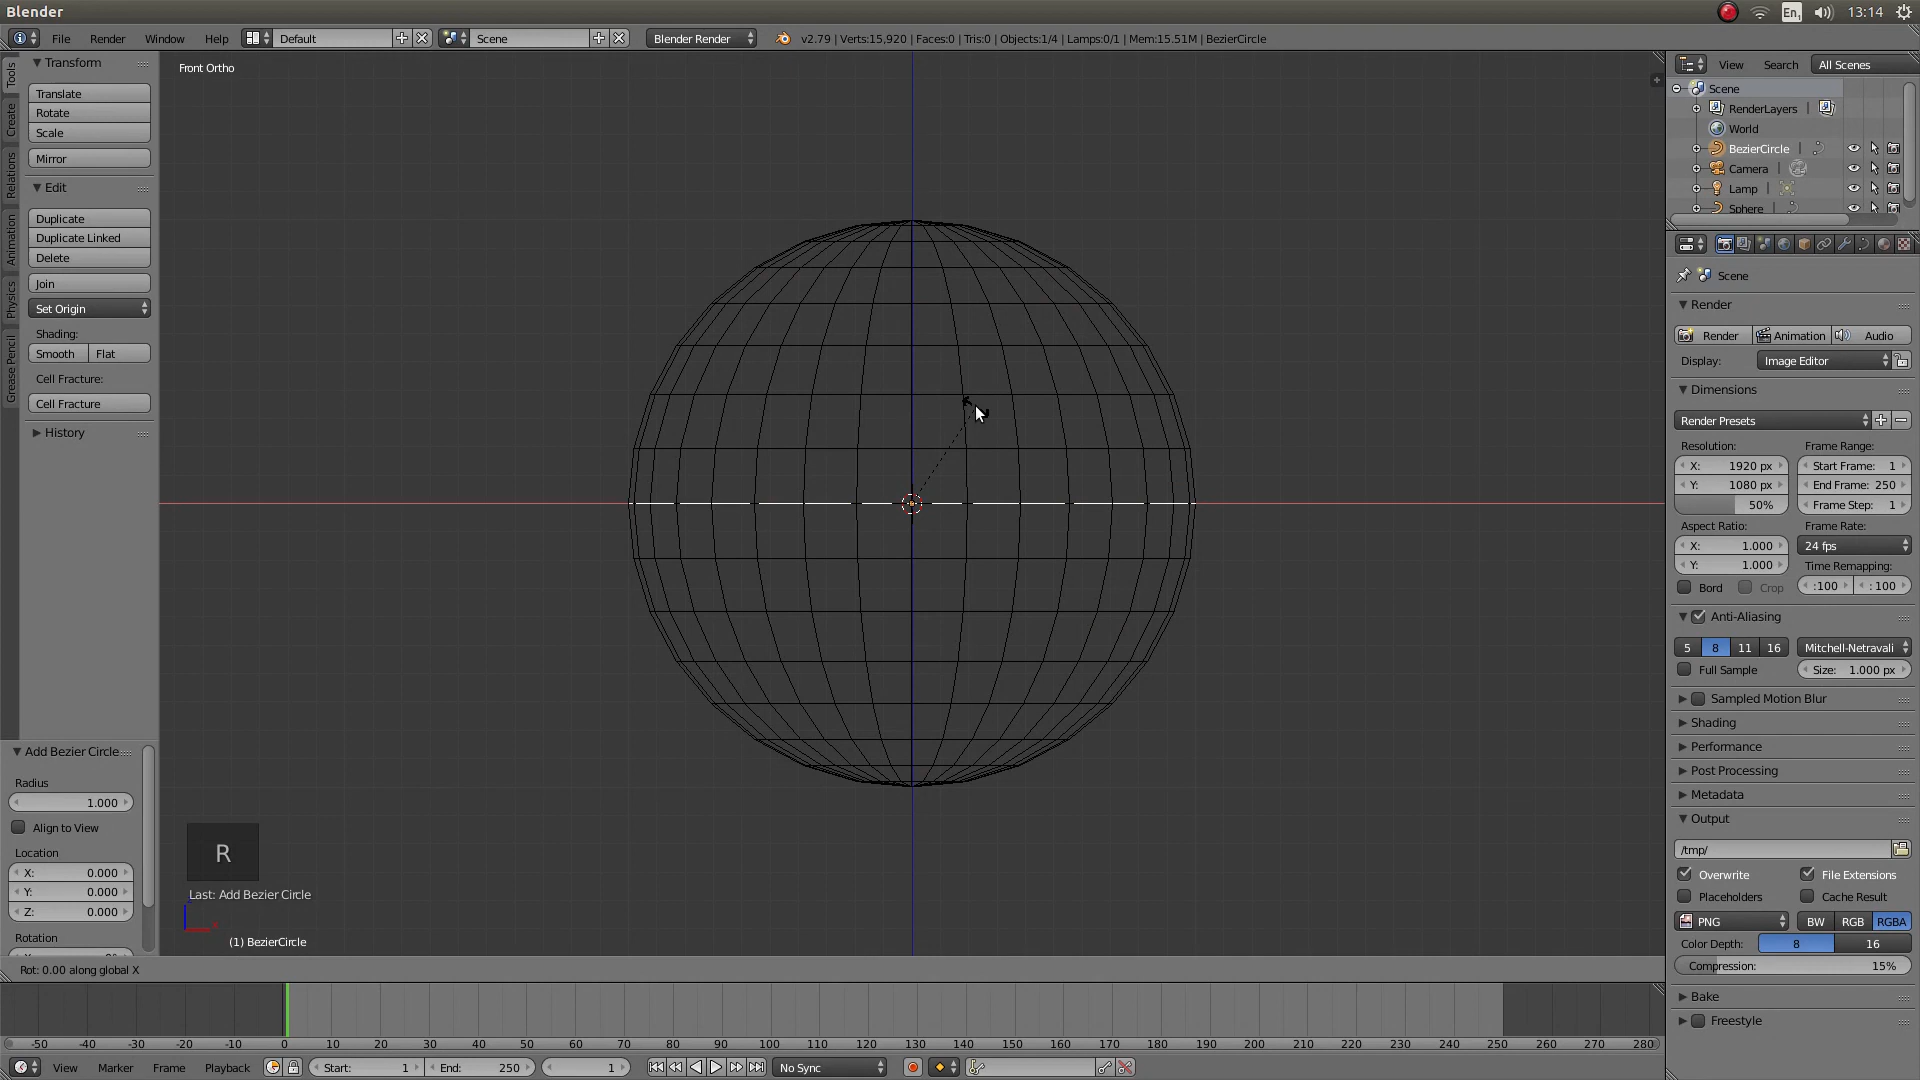 Blender
En1
13:14
File Render Window Help
Default
Scene
Blender Render
v2.79 | Verts:15,920 | Faces:0 | Tris:0 | Objects:1/4 | Lamps:0/1 | Mem:15.51M | BezierCircle
Tools
Create
Relations
Animation
Physics
Grease Pencil
Transform
Translate
Rotate
Scale
Mirror
Edit
Duplicate
Duplicate Linked
Delete
Join
Set Origin
Shading:
Smooth Flat
Cell Fracture:
Cell Fracture
History
Add Bezier Circle
Radius
1.000
Align to View
Location
X: 0.000
Y: 0.000
Z: 0.000
Rotation
Front Ortho
R
Last: Add Bezier Circle
(1) BezierCircle
Rot: 0.00 along global X
-50 -40 -30 -20 -10 0 10 20 30 40 50 60 70 80 90 100 110 120 130 140 150 160 170 180 190 200 210 220 230 240 250 260 270 280
View Marker Frame Playback
Start: 1
End: 250
1
No Sync
View Search All Scenes
Scene
RenderLayers
World
BezierCircle
Camera
Lamp
Sphere
Scene
Render
Render Animation Audio
Display: Image Editor
Dimensions
Render Presets
Resolution: Frame Range:
X: 1920 px Start Frame: 1
Y: 1080 px End Frame: 250
50% Frame Step: 1
Aspect Ratio: Frame Rate:
X: 1.000 24 fps
Y: 1.000 Time Remapping:
Bord Crop :100 : 100
Anti-Aliasing
5 8 11 16 Mitchell-Netravali
Full Sample Size: 1.000 px
Sampled Motion Blur
Shading
Performance
Post Processing
Metadata
Output
/tmp/
Overwrite File Extensions
Placeholders Cache Result
PNG BW RGB RGBA
Color Depth: 8 16
Compression: 15%
Bake
Freestyle